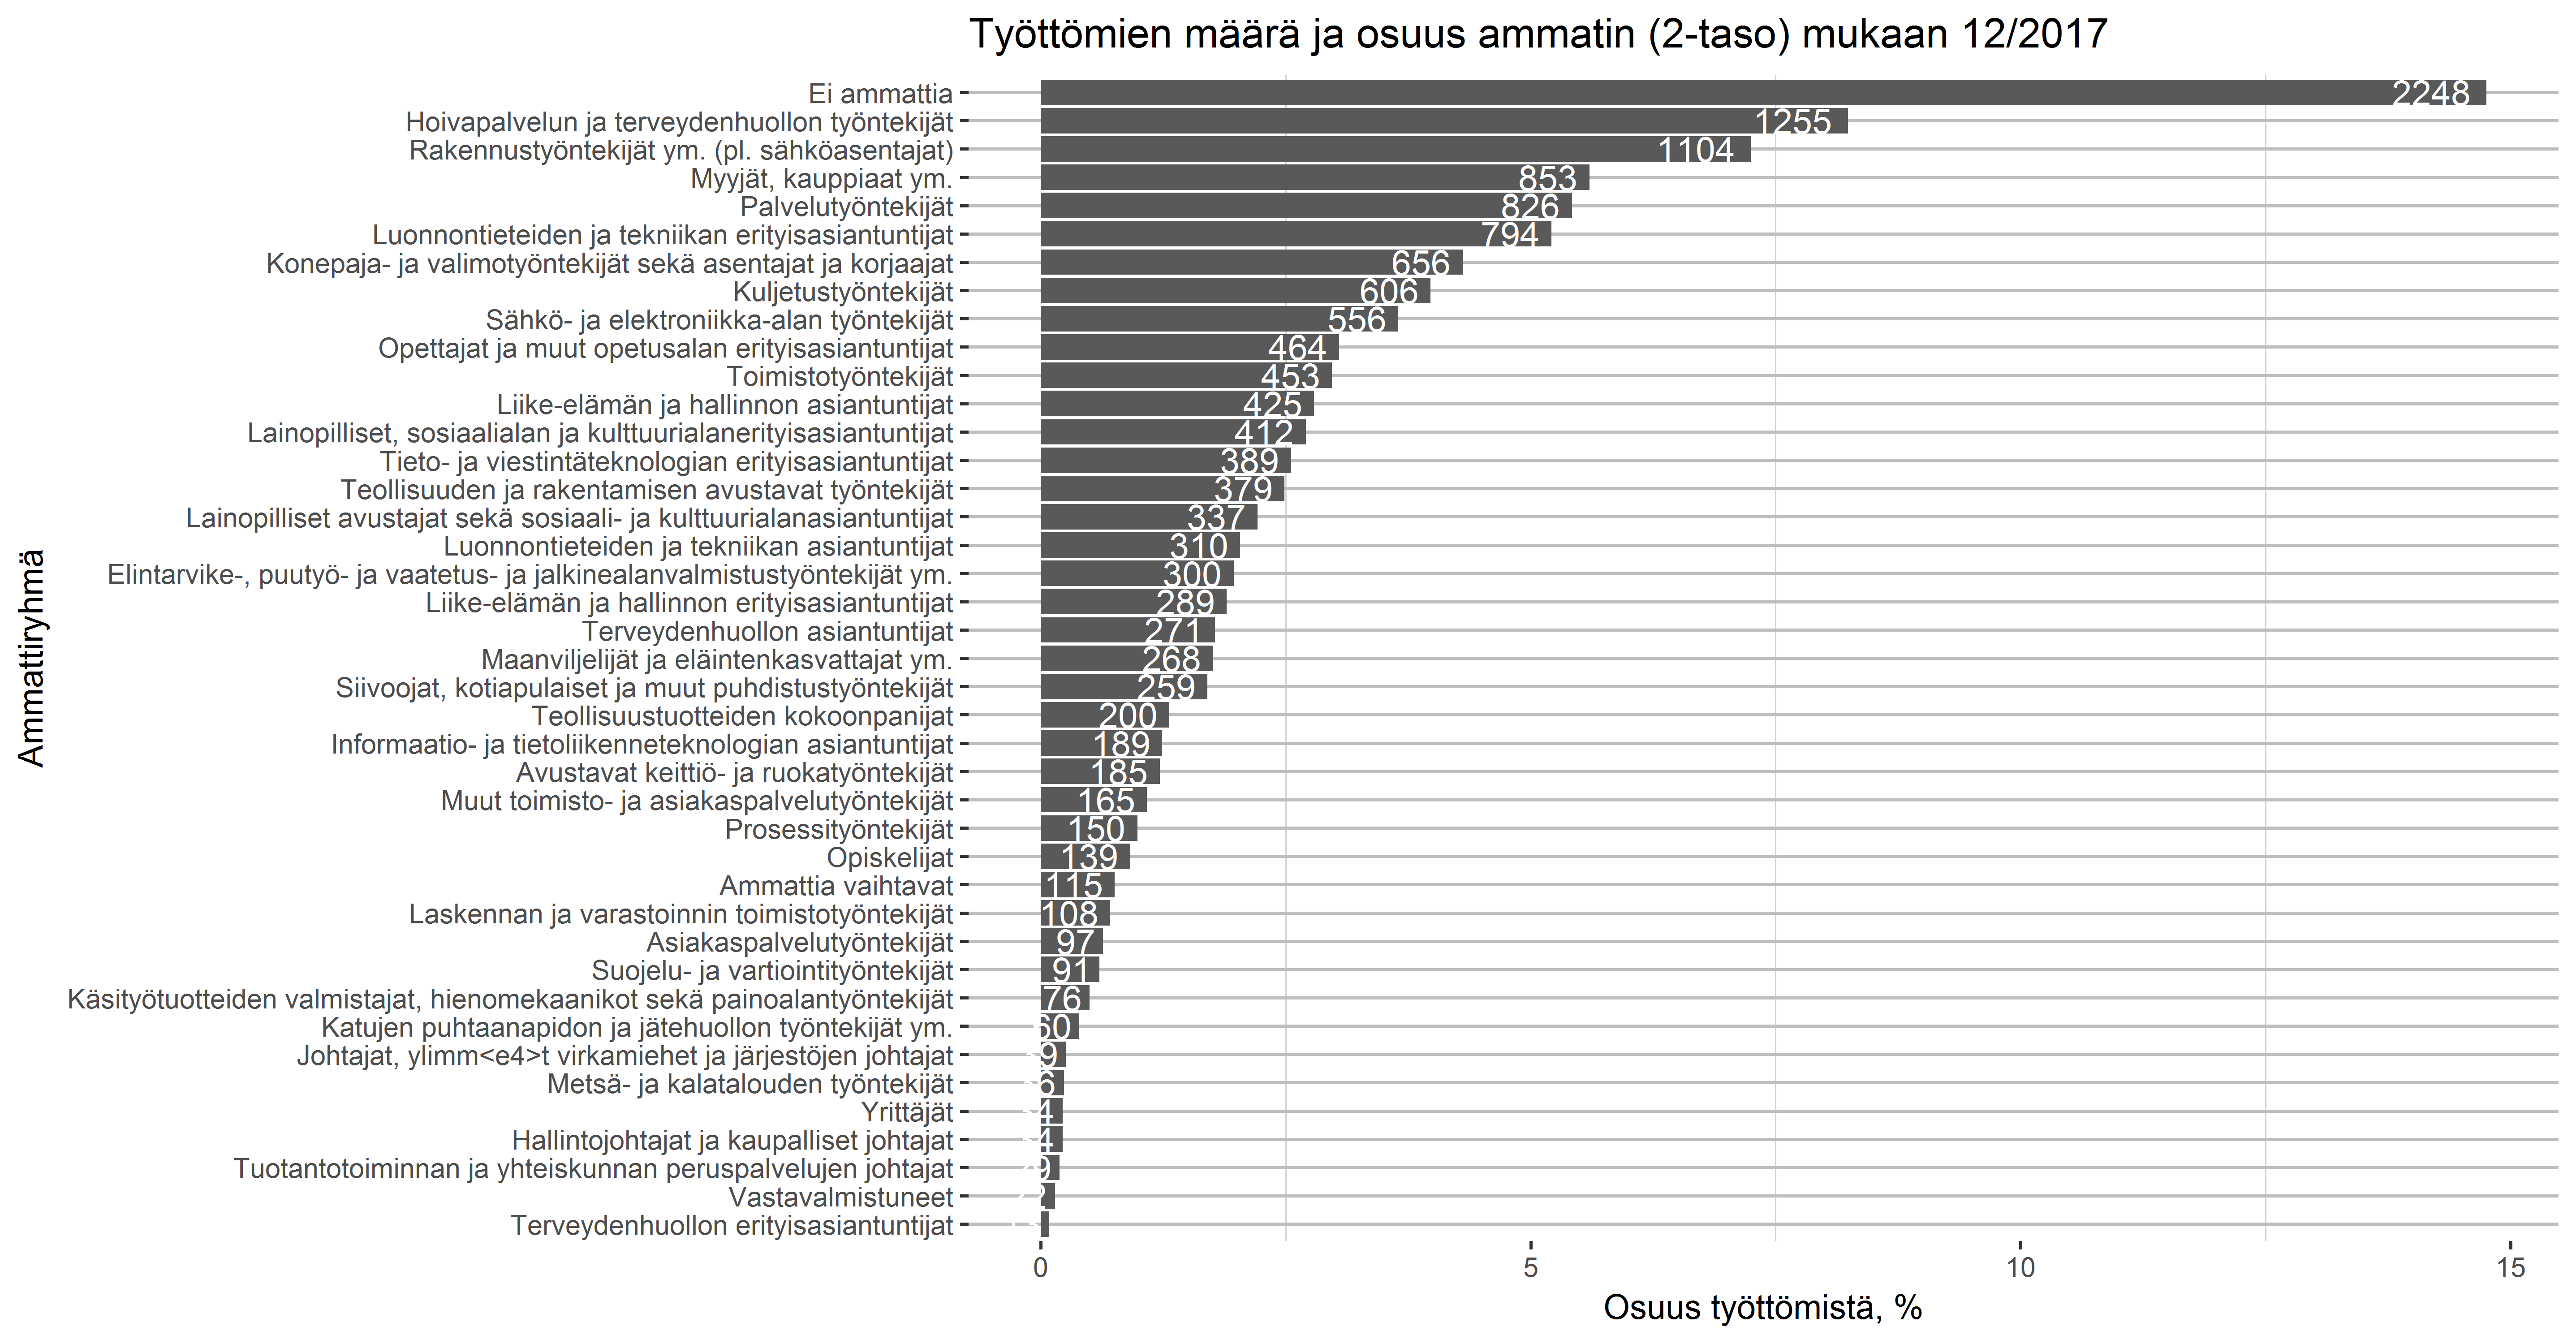 Työttömien määrä ja osuus ammatin (2-taso) mukaan 12/2017
Ammattiryhmä
Ei ammattia 2248
Hoivapalvelun ja terveydenhuollon työntekijät 1255
Rakennustyöntekijät ym. (pl. sähköasentajat) 1104
Myyjät, kauppiaat ym. 853
Palvelutyöntekijät 826
Luonnontieteiden ja tekniikan erityisasiantuntijat 794
Konepaja- ja valimotyöntekijät sekä asentajat ja korjaajat 656
Kuljetustyöntekijät 606
Sähkö- ja elektroniikka-alan työntekijät 556
Opettajat ja muut opetusalan erityisasiantuntijat 464
Toimistotyöntekijät 453
Liike-elämän ja hallinnon asiantuntijat 425
Lainopilliset, sosiaalialan ja kulttuurialanerityisasiantuntijat 412
Tieto- ja viestintäteknologian erityisasiantuntijat 389
Teollisuuden ja rakentamisen avustavat työntekijät 379
Lainopilliset avustajat sekä sosiaali- ja kulttuurialanasiantuntijat 337
Luonnontieteiden ja tekniikan asiantuntijat 310
Elintarvike-, puutyö- ja vaatetus- ja jalkinealanvalmistustyöntekijät ym. 300
Liike-elämän ja hallinnon erityisasiantuntijat 289
Terveydenhuollon asiantuntijat 271
Maanviljelijät ja eläintenkasvattajat ym. 268
Siivoojat, kotiapulaiset ja muut puhdistustyöntekijät 259
Teollisuustuotteiden kokoonpanijat 200
Informaatio- ja tietoliikenneteknologian asiantuntijat 189
Avustavat keittiö- ja ruokatyöntekijät 185
Muut toimisto- ja asiakaspalvelutyöntekijät 165
Prosessityöntekijät 150
Opiskelijat 139
Ammattia vaihtavat 115
Laskennan ja varastoinnin toimistotyöntekijät 108
Asiakaspalvelutyöntekijät 97
Suojelu- ja vartiointityöntekijät 91
Käsityötuotteiden valmistajat, hienomekaanikot sekä painoalantyöntekijät 76
Katujen puhtaanapidon ja jätehuollon työntekijät ym. 60
Johtajat, ylimm<e4>t virkamiehet ja järjestöjen johtajat
Metsä- ja kalatalouden työntekijät
Yrittäjät
Hallintojohtajat ja kaupalliset johtajat
Tuotantotoiminnan ja yhteiskunnan peruspalvelujen johtajat
Vastavalmistuneet
Terveydenhuollon erityisasiantuntijat
0 5 10 15
Osuus työttömistä, %